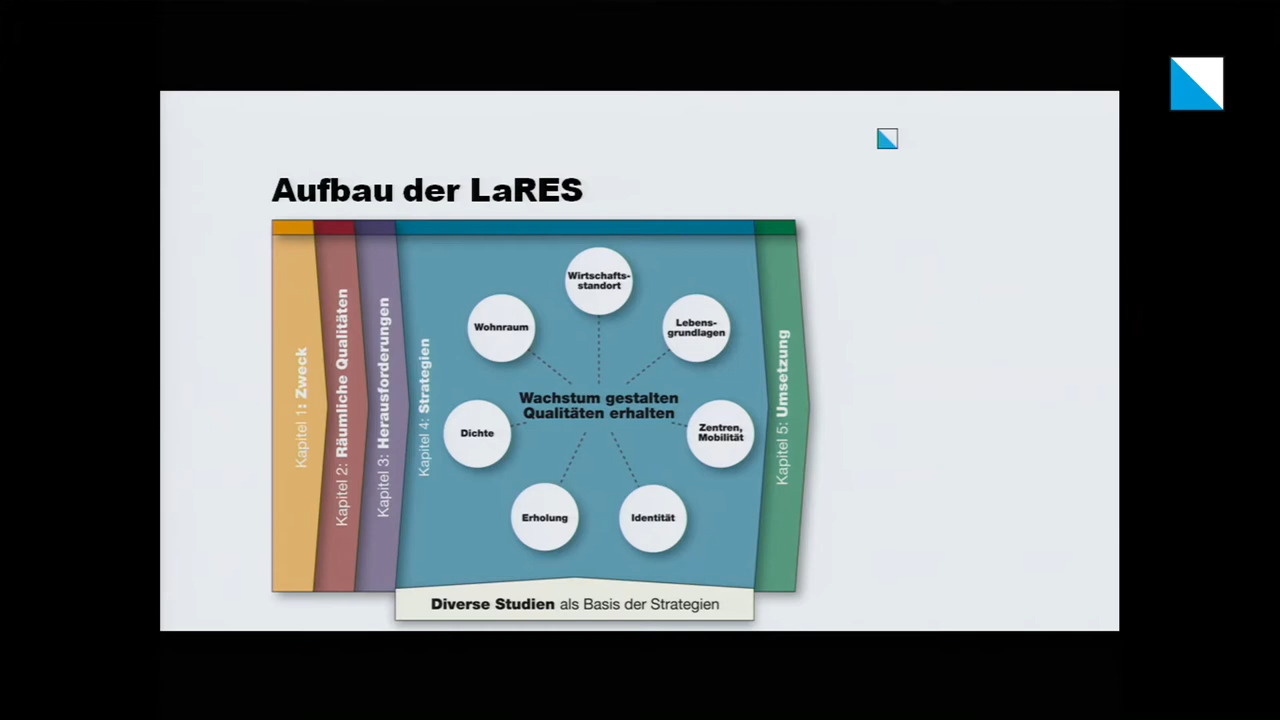 Aufbau der LaRES
Kapitel 1: Zweck
Kapitel 2: Räumliche Qualitäten
Kapitel 3: Herausforderungen
Kapitel 4: Strategien
Wirtschafts-
standort
Wohnraum
Lebens-
grundlagen
Wachstum gestalten
Qualitäten erhalten
Dichte
Zentren,
Mobilität
Erholung
Identität
Kapitel 5: Umsetzung
Diverse Studien als Basis der Strategien